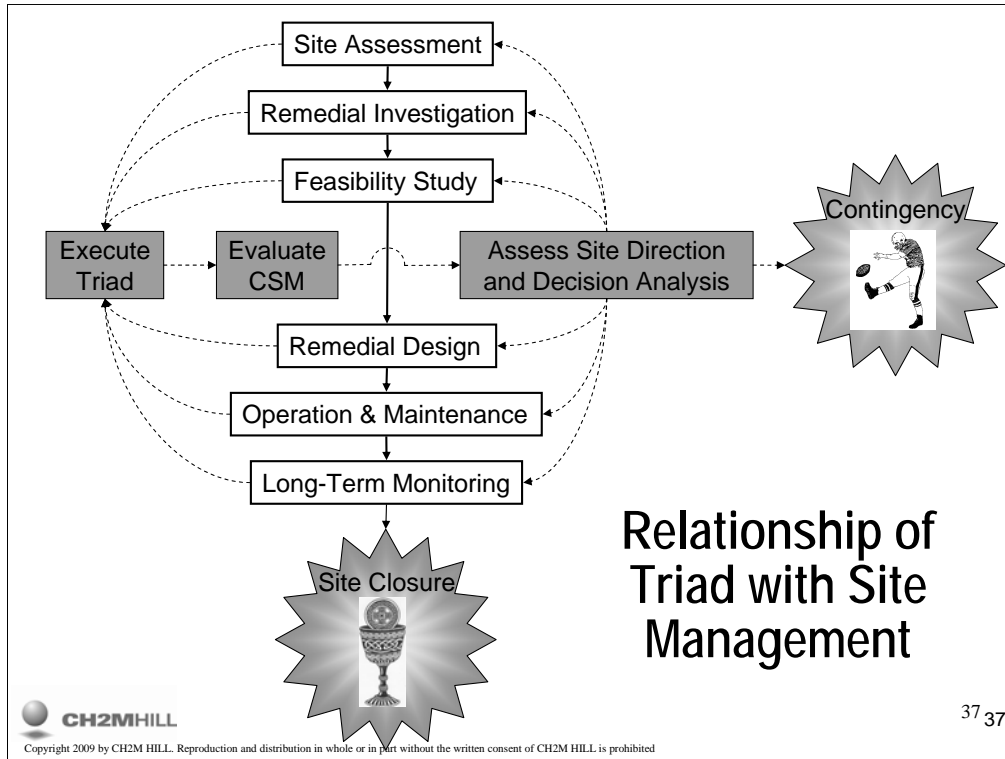 Site Assessment
Remedial Investigation
Feasibility Study
Contingency
Execute
Triad
Evaluate
CSM
Assess Site Direction
and Decision Analysis
Remedial Design
Operation & Maintenance
Long-Term Monitoring
Site Closure
Relationship of
Triad with Site
Management
CH2MHILL
37 37
Copyright 2009 by CH2M HILL. Reproduction and distribution in whole or in part without the written consent of CH2M HILL is prohibited